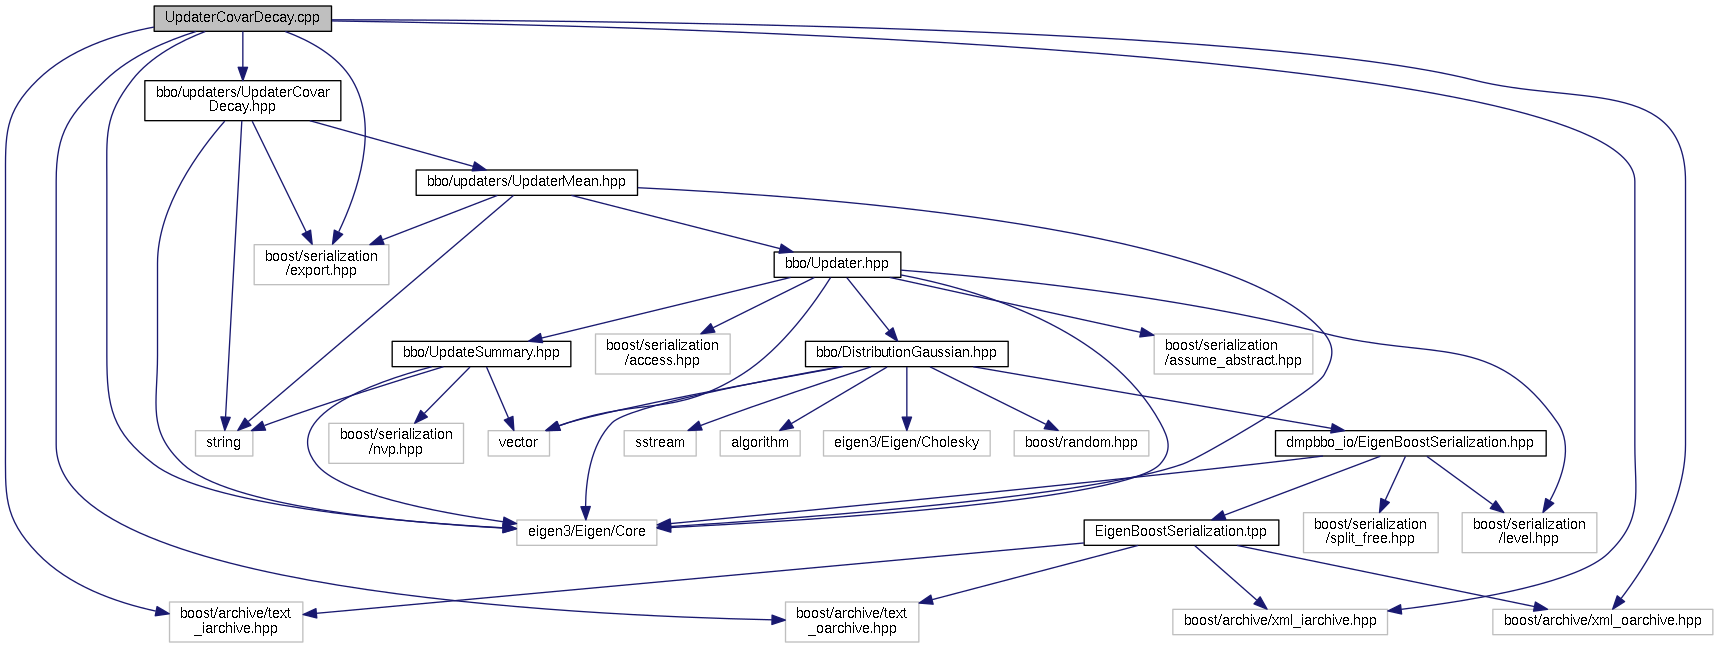 UpdaterCovarDecay.cpp
bbo/updaters/UpdaterCovar
Decay.hpp
bbo/updaters/UpdaterMean.hpp
boost/serialization
/export.hpp
bbo/Updater.hpp
bbo/UpdateSummary.hpp
boost/serialization
/access.hpp
bbo/DistributionGaussian.hpp
boost/serialization
/assume_abstract.hpp
string
boost/serialization
/nvp.hpp
vector
sstream
algorithm
eigen3/Eigen/Cholesky
boost/random.hpp
dmpbbo_io/EigenBoostSerialization.hpp
eigen3/Eigen/Core
EigenBoostSerialization.tpp
boost/serialization
/split_free.hpp
boost/serialization
/level.hpp
boost/archive/text
_iarchive.hpp
boost/archive/text
_oarchive.hpp
boost/archive/xml_iarchive.hpp
boost/archive/xml_oarchive.hpp